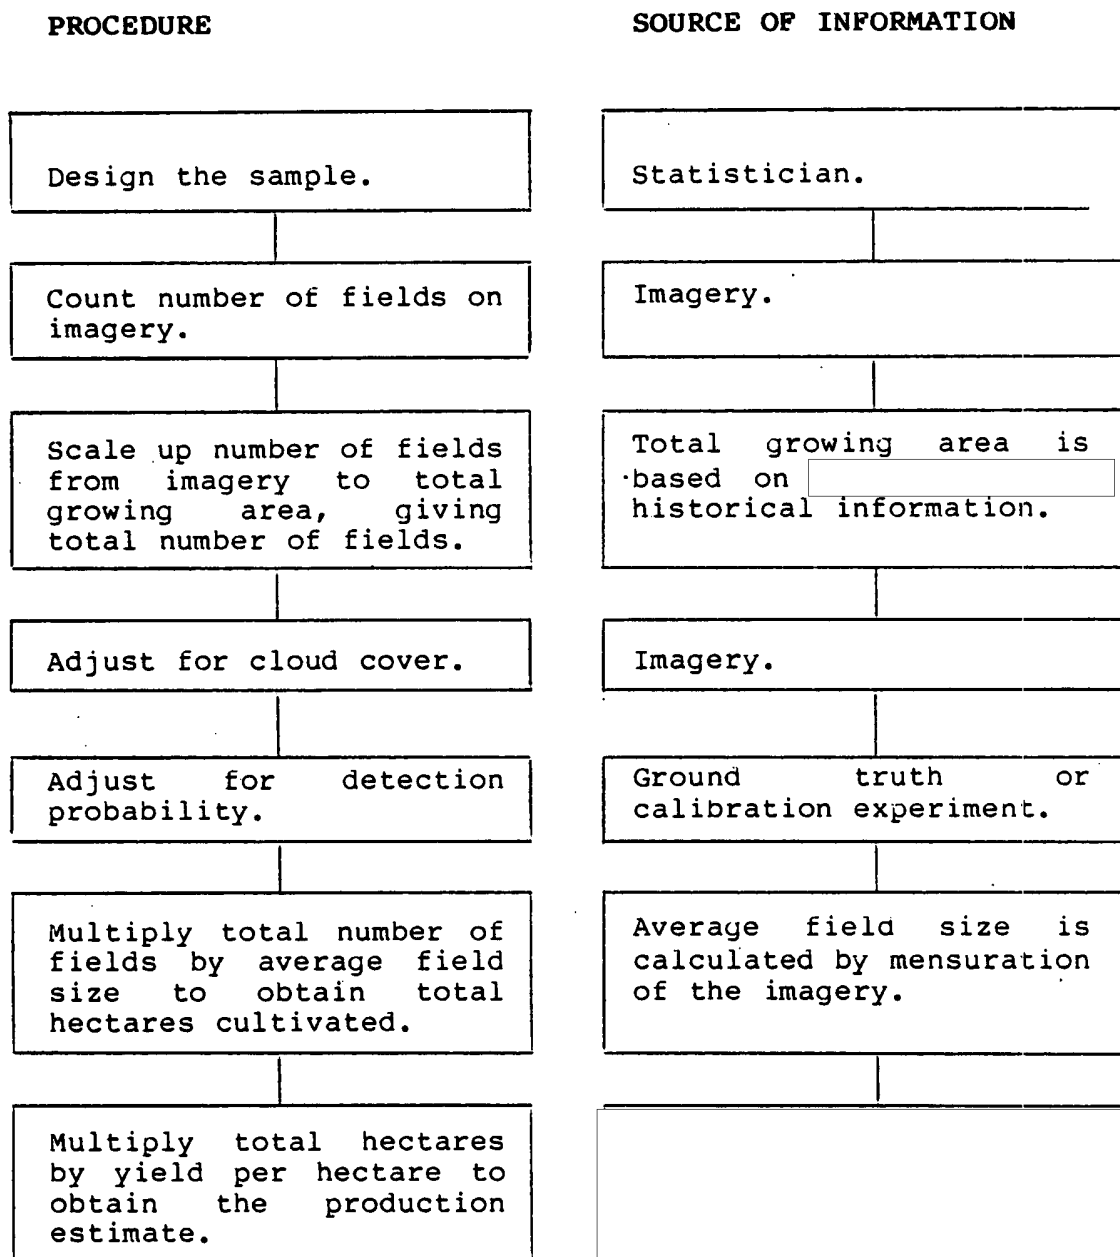 PROCEDURE
Design the sample.
Count number of fields on
imagery.
Scale up number of fields
from imagery to total
growing area, giving
total number of fields.
Adjust for cloud cover.
Adjust for detection
probability.
Multiply total number of
fields by average field
size to obtain total
hectares cultivated.
Multiply total hectares
by yield per hectare to
obtain the production
estimate.
SOURCE OF INFORMATION
Statistician.
Imagery.
Total growing area is
based on
historical information.
Imagery.
Ground truth or
calibration experiment.
Average field size is
calculated by mensuration
of the imagery.